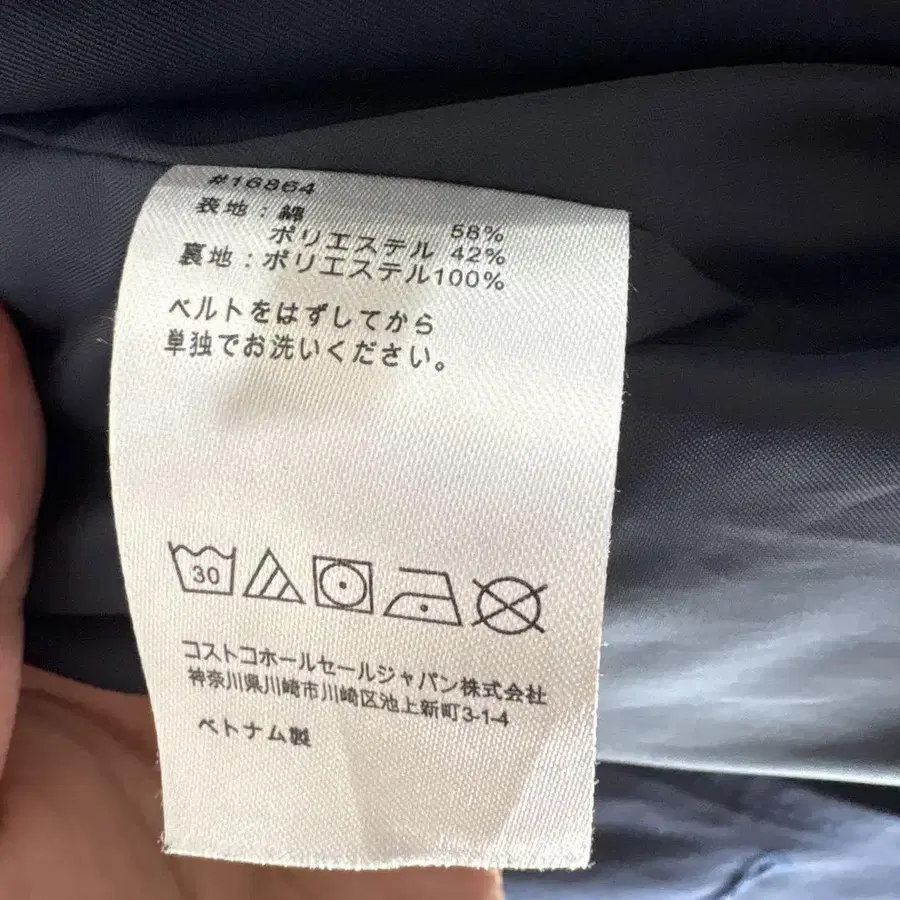 #16864
表地：綿 58%
ポリエステル 42%
裏地：ポリエステル100%
ベルトをはずしてから
単独でお洗いください。
30
コストコホールセールジャパン株式会社
神奈川県川崎市川崎区池上新町3-1-4
ベトナム製